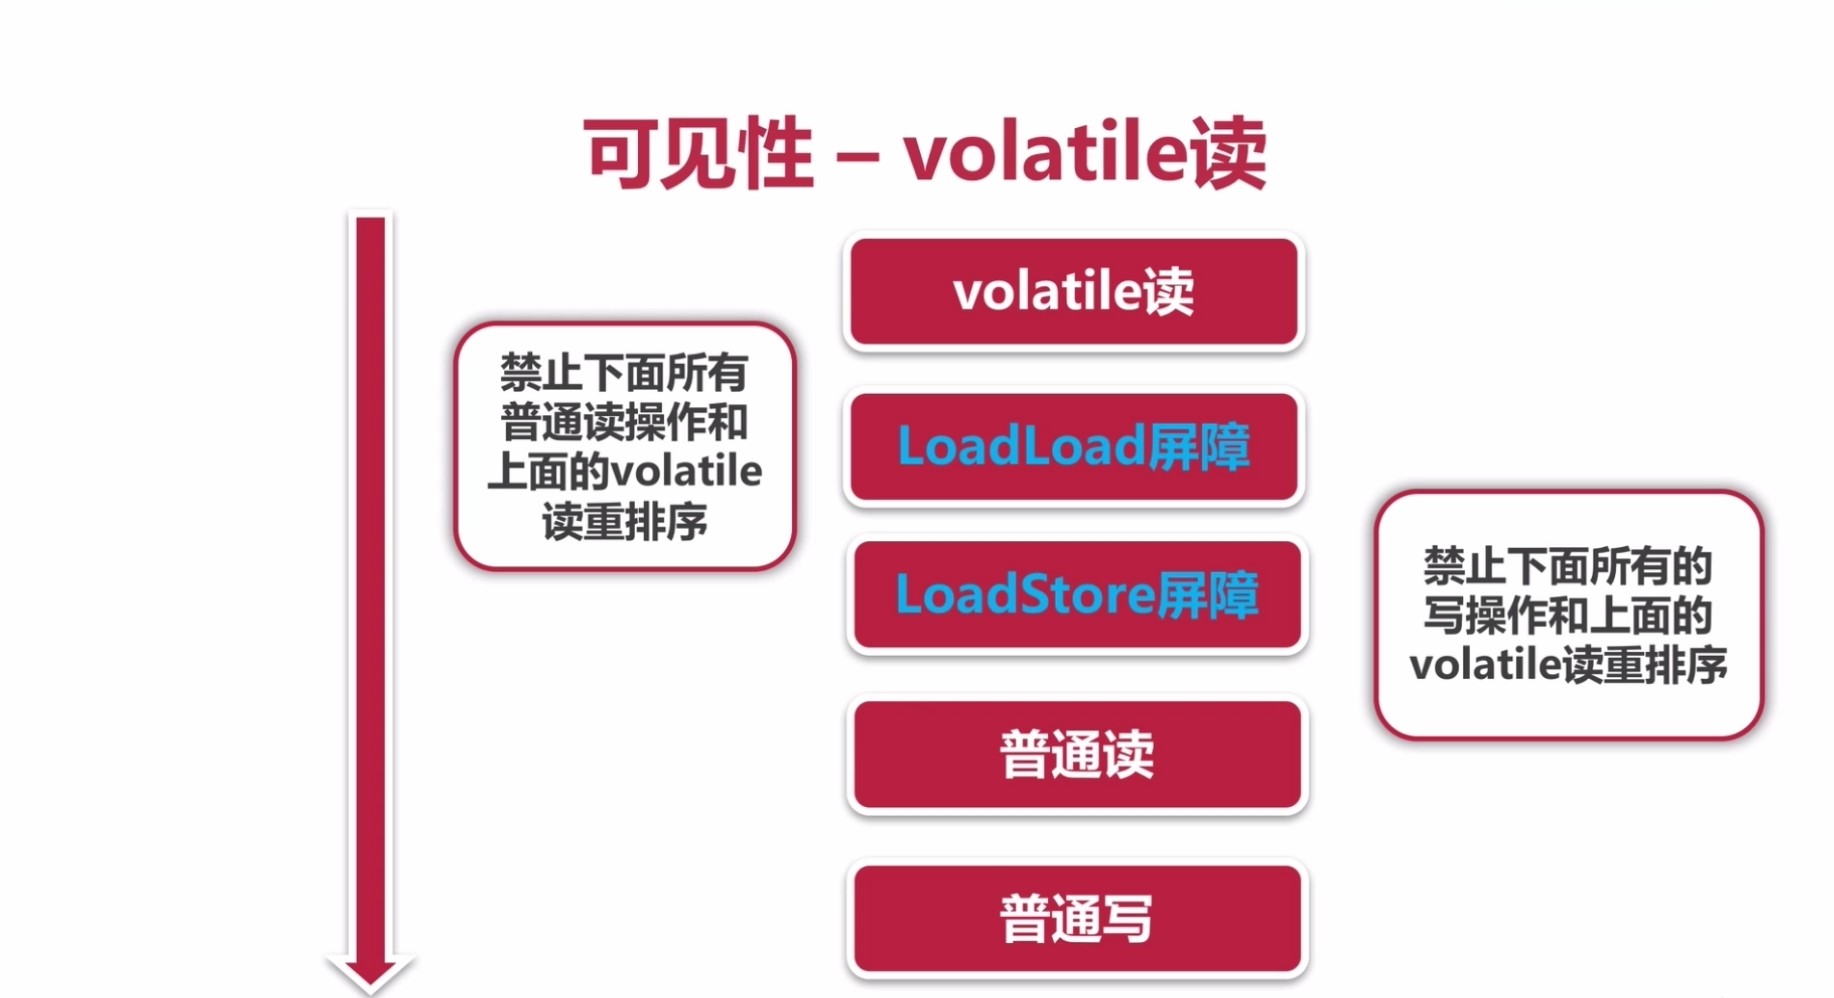 可见性 – volatile读
volatile读
禁止下面所有
普通读操作和
上面的volatile
读重排序
LoadLoad屏障
LoadStore屏障
禁止下面所有的
写操作和上面的
volatile读重排序
普通读
普通写